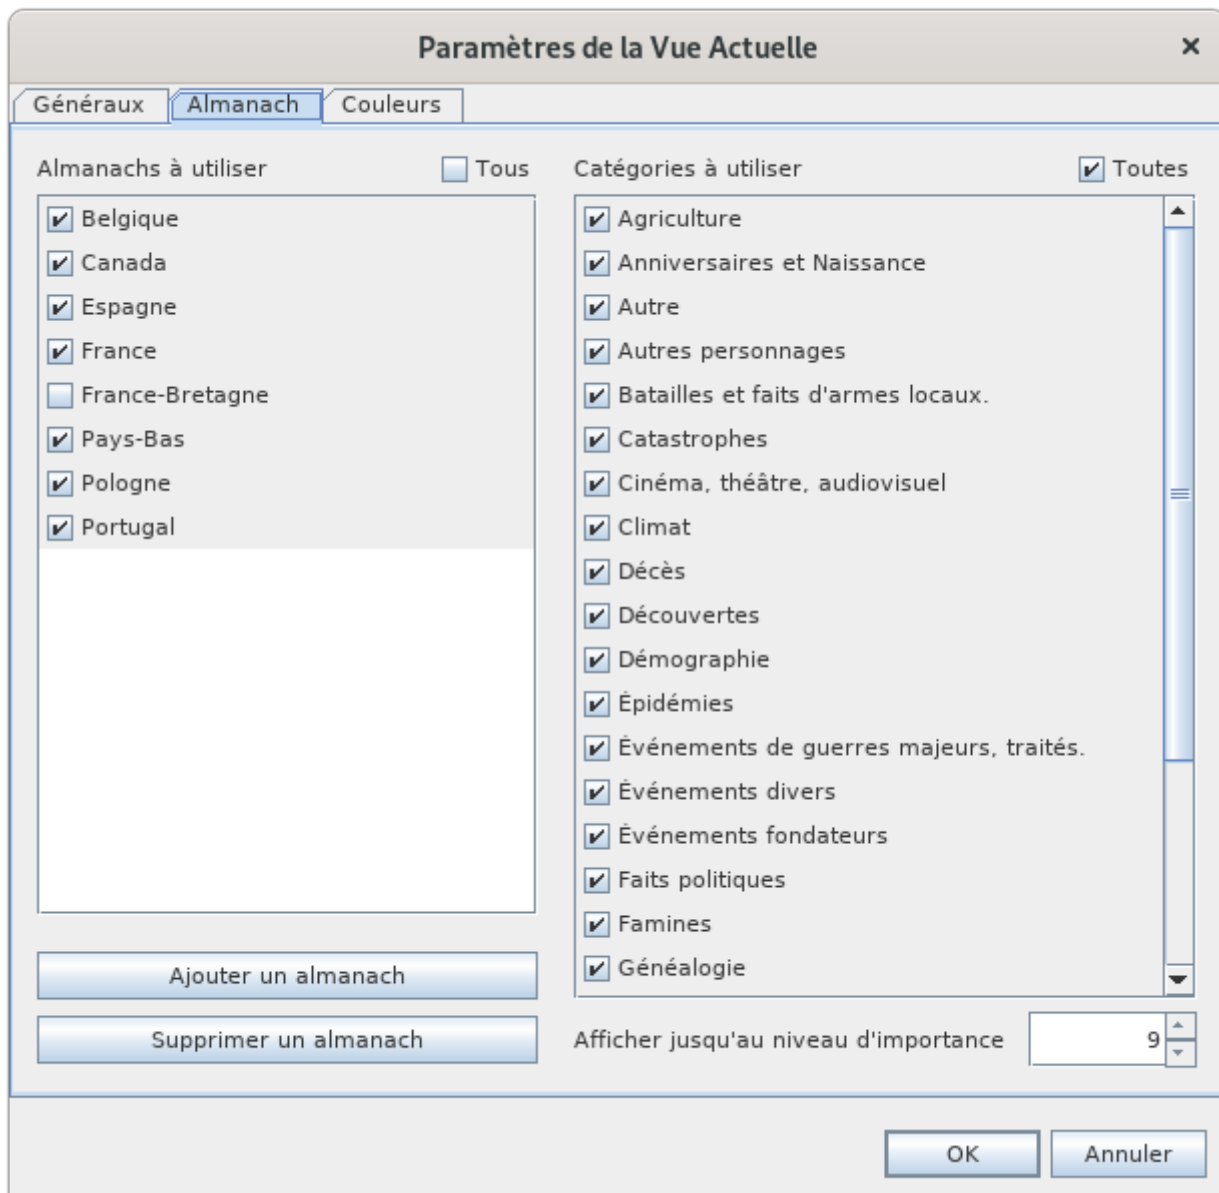 Paramètres de la Vue Actuelle
Généraux
Almanach
Couleurs
Almanachs à utiliser
Tous
Belgique
Canada
Espagne
France
France-Bretagne
Pays-Bas
Pologne
Portugal
Ajouter un almanach
Supprimer un almanach
Catégories à utiliser
Toutes
Agriculture
Anniversaires et Naissance
Autre
Autres personnages
Batailles et faits d'armes locaux.
Catastrophes
Cinéma, théâtre, audiovisuel
Climat
Décès
Découvertes
Démographie
Épidémies
Événements de guerres majeurs, traités.
Événements divers
Événements fondateurs
Faits politiques
Famines
Généalogie
Afficher jusqu'au niveau d'importance 9
OK
Annuler